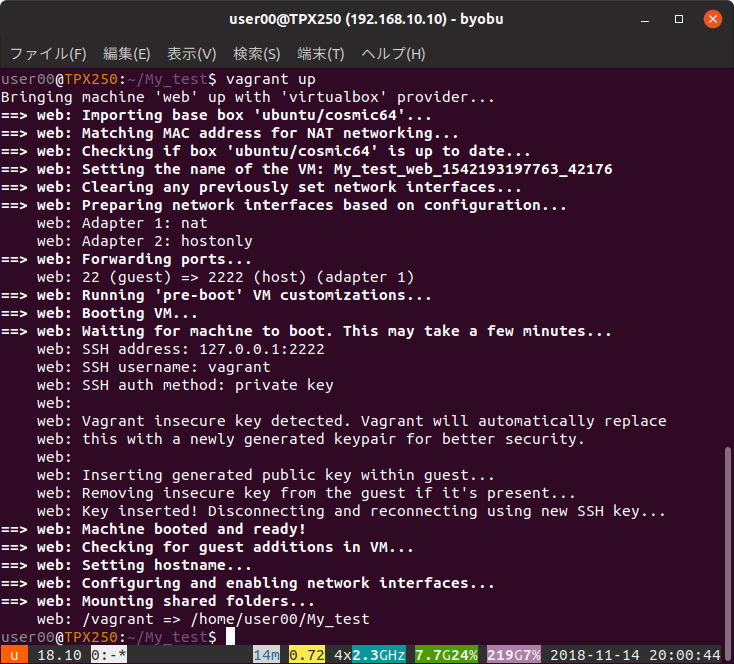 user00@TPX250 (192.168.10.10) - byobu
ファイル(F) 編集(E) 表示(V) 検索(S) 端末(T) ヘルプ(H)
user00@TPX250:~/My_test$ vagrant up
Bringing machine 'web' up with 'virtualbox' provider...
==> web: Importing base box 'ubuntu/cosmic64'...
==> web: Matching MAC address for NAT networking...
==> web: Checking if box 'ubuntu/cosmic64' is up to date...
==> web: Setting the name of the VM: My_test_web_1542193197763_42176
==> web: Clearing any previously set network interfaces...
==> web: Preparing network interfaces based on configuration...
    web: Adapter 1: nat
    web: Adapter 2: hostonly
==> web: Forwarding ports...
    web: 22 (guest) => 2222 (host) (adapter 1)
==> web: Running 'pre-boot' VM customizations...
==> web: Booting VM...
==> web: Waiting for machine to boot. This may take a few minutes...
    web: SSH address: 127.0.0.1:2222
    web: SSH username: vagrant
    web: SSH auth method: private key
    web:
    web: Vagrant insecure key detected. Vagrant will automatically replace
    web: this with a newly generated keypair for better security.
    web:
    web: Inserting generated public key within guest...
    web: Removing insecure key from the guest if it's present...
    web: Key inserted! Disconnecting and reconnecting using new SSH key...
==> web: Machine booted and ready!
==> web: Checking for guest additions in VM...
==> web: Setting hostname...
==> web: Configuring and enabling network interfaces...
==> web: Mounting shared folders...
    web: /vagrant => /home/user00/My_test
user00@TPX250:~/My_test$
u 18.10 0:-* 14m 0.72 4x2.3GHz 7.7G24% 219G7% 2018-11-14 20:00:44